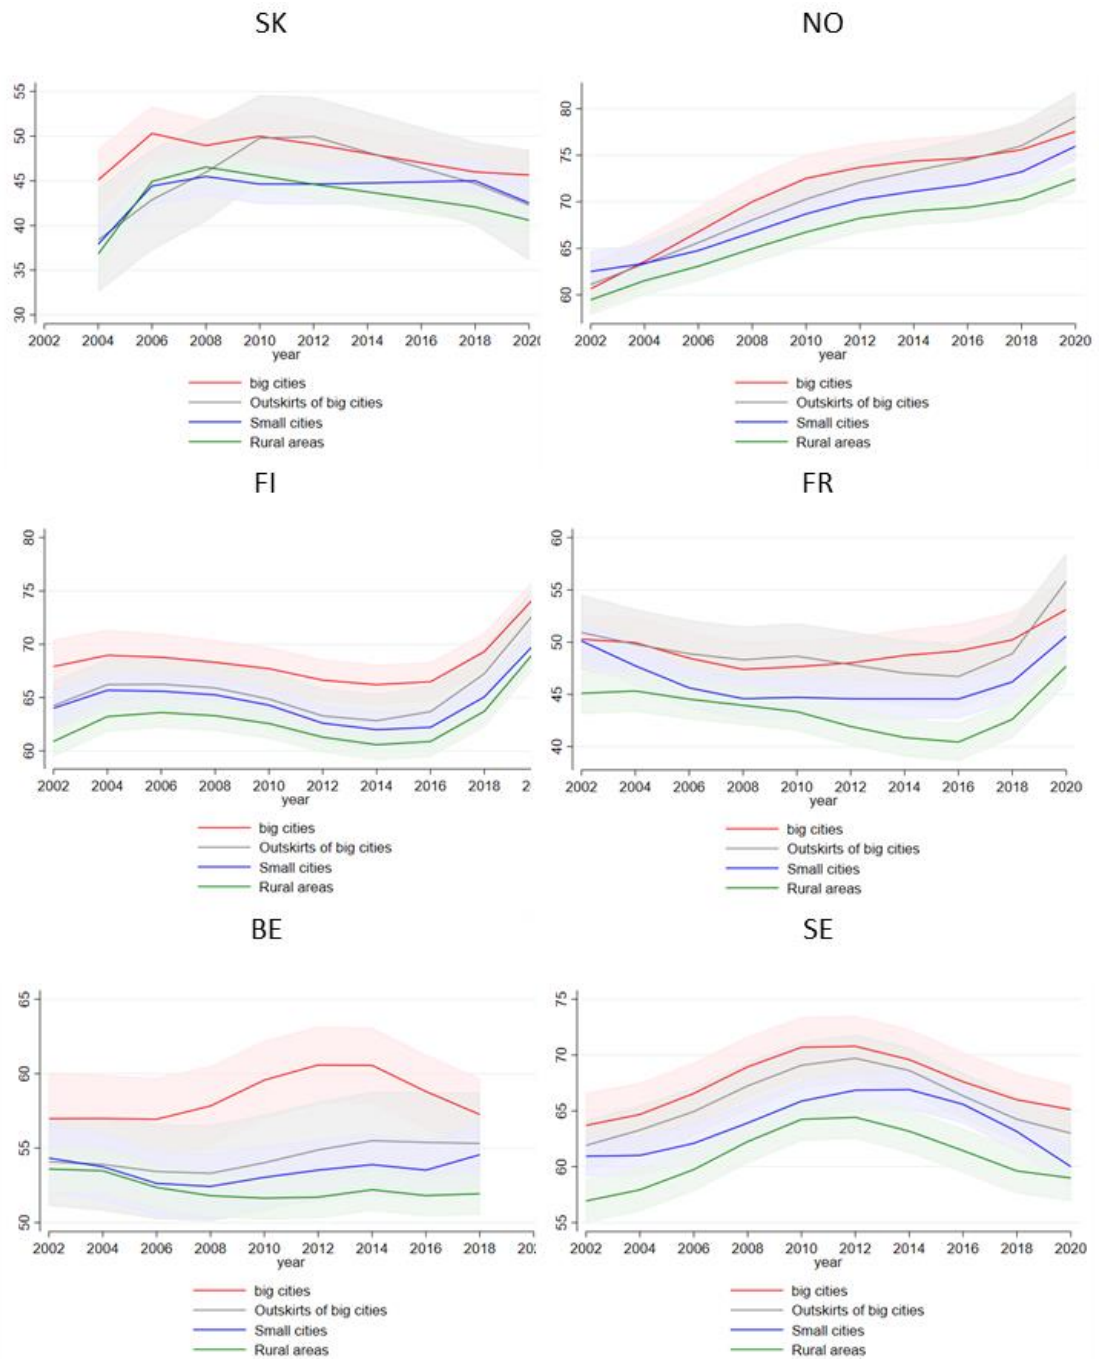 SK
55
50
45
40
35
30
2002 2004 2006 2008 2010 2012 2014 2016 2018 2020
year
big cities
Outskirts of big cities
Small cities
Rural areas
NO
80
75
70
65
60
2002 2004 2006 2008 2010 2012 2014 2016 2018 2020
year
big cities
Outskirts of big cities
Small cities
Rural areas
FI
80
75
70
65
60
2002 2004 2006 2008 2010 2012 2014 2016 2018 2
year
big cities
Outskirts of big cities
Small cities
Rural areas
FR
60
55
50
45
40
2002 2004 2006 2008 2010 2012 2014 2016 2018 2020
year
big cities
Outskirts of big cities
Small cities
Rural areas
BE
65
60
55
50
2002 2004 2006 2008 2010 2012 2014 2016 2018 20
year
big cities
Outskirts of big cities
Small cities
Rural areas
SE
75
70
65
60
55
2002 2004 2006 2008 2010 2012 2014 2016 2018 2020
year
big cities
Outskirts of big cities
Small cities
Rural areas